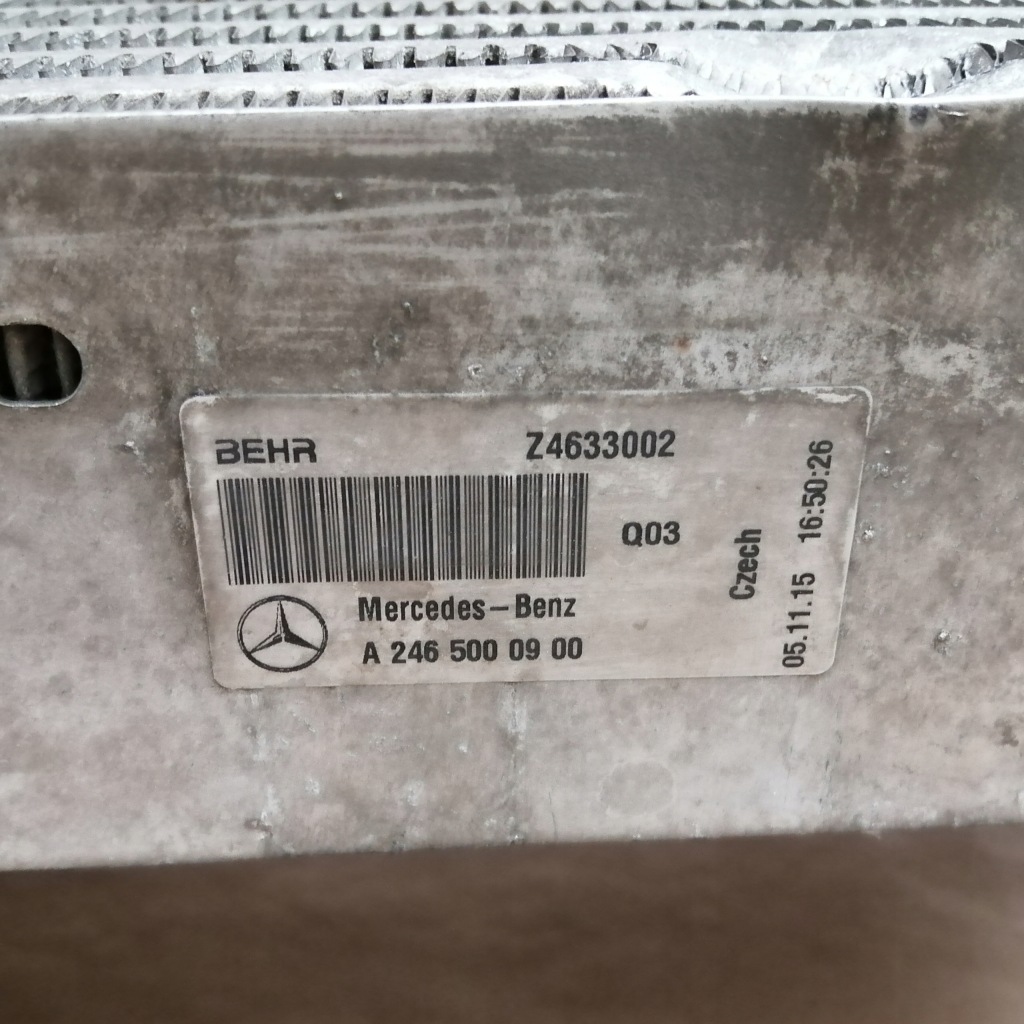 BEHR Z4633002
Q03
Mercedes-Benz
A 246 500 09 00
Czech
05.11.15 16:50:26